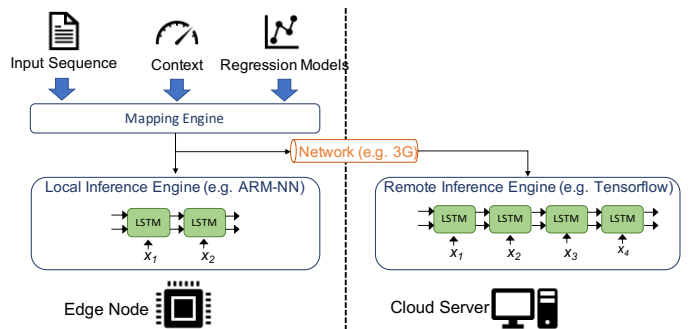 Input Sequence
Context
Regression Models
Mapping Engine
Network (e.g. 3G)
Local Inference Engine (e.g. ARM-NN)
LSTM LSTM
x1 x2
Remote Inference Engine (e.g. Tensorflow)
LSTM LSTM LSTM LSTM
x1 x2 x3 x4
Edge Node
Cloud Server